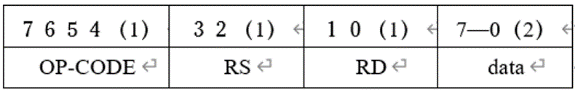 7 6 5 4 (1) 3 2 (1) ↵ 1 0 (1) ↵ 7—0 (2) ↵
OP-CODE ↵ RS ↵ RD ↵ data ↵